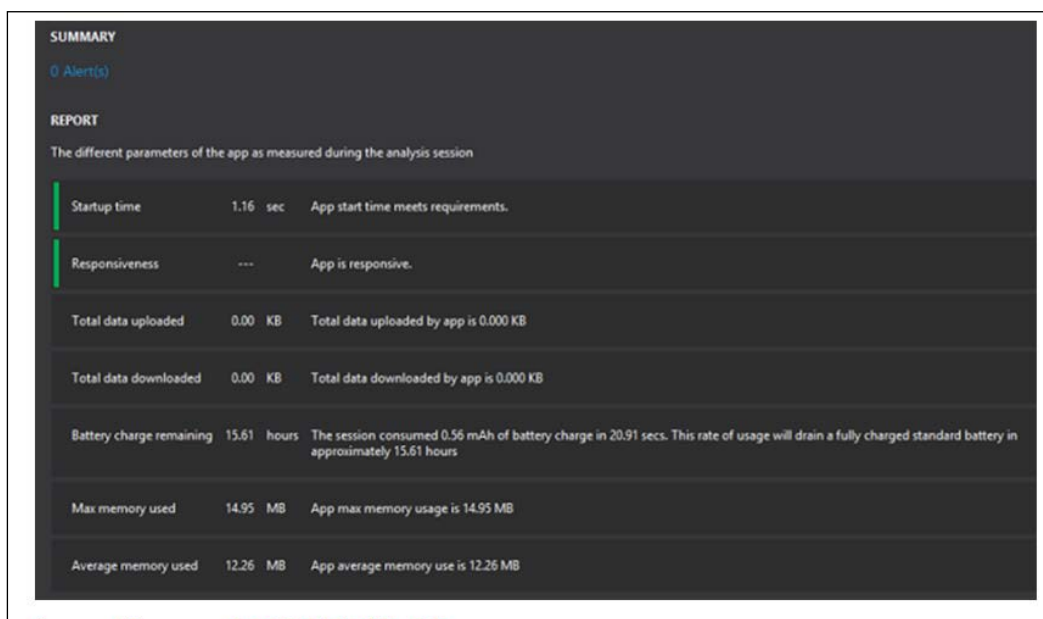 SUMMARY
0 Alert(s)
REPORT
The different parameters of the app as measured during the analysis session
Startup time 1.16 sec App start time meets requirements.
Responsiveness --- App is responsive.
Total data uploaded 0.00 KB Total data uploaded by app is 0.000 KB
Total data downloaded 0.00 KB Total data downloaded by app is 0.000 KB
Battery charge remaining 15.61 hours The session consumed 0.56 mAh of battery charge in 20.91 secs. This rate of usage will drain a fully charged standard battery in
approximately 15.61 hours
Max memory used 14.95 MB App max memory usage is 14.95 MB
Average memory used 12.26 MB App average memory use is 12.26 MB